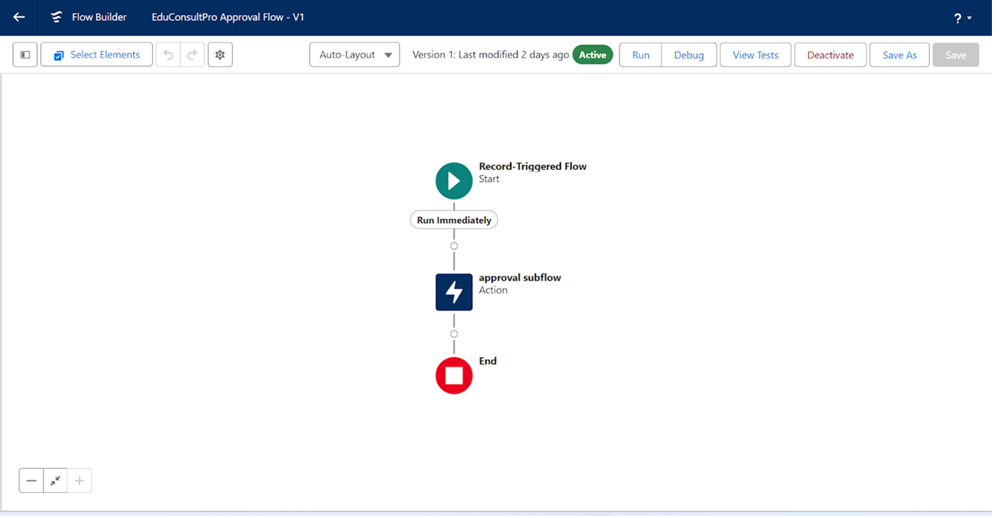 Flow Builder EduConsultPro Approval Flow - V1 ?
Select Elements Auto-Layout Version 1: Last modified 2 days ago Active Run Debug View Tests Deactivate Save As Save
Record-Triggered Flow
Start
Run Immediately
approval subflow
Action
End